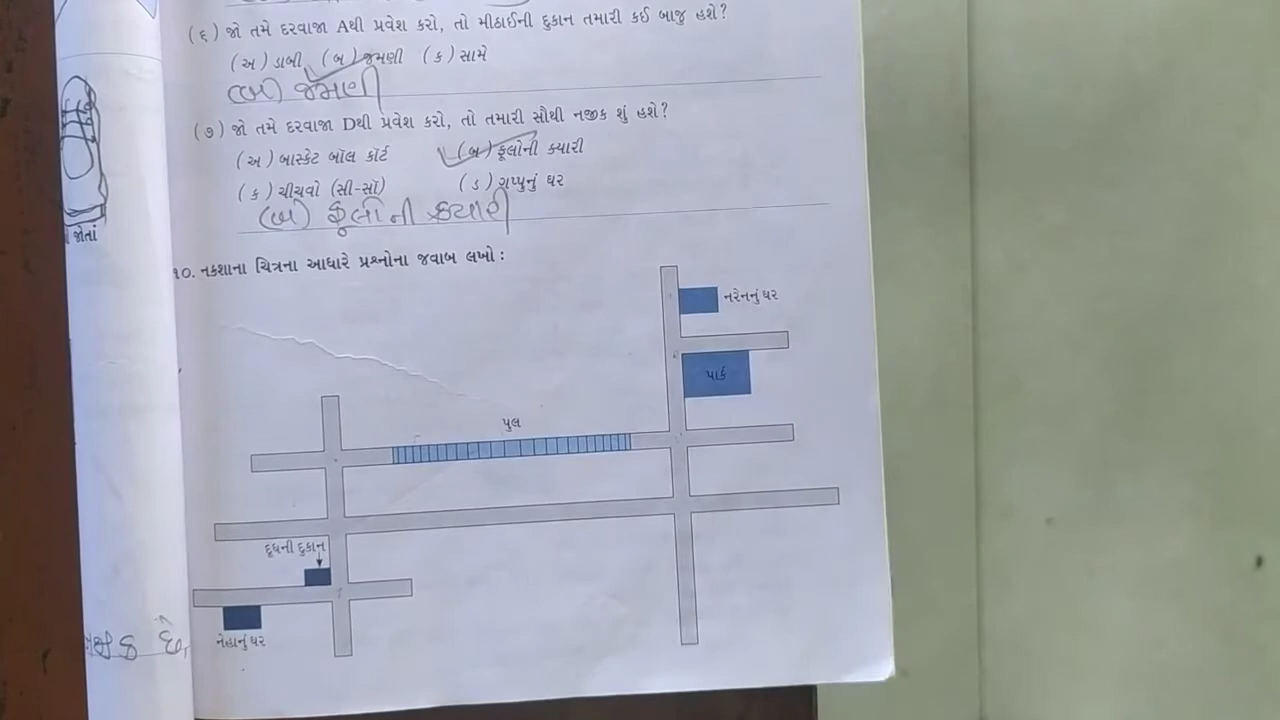 (૬) જો તમે દરવાજા Aથી પ્રવેશ કરો, તો મીઠાઈની દુકાન તમારી કઈ બાજુ હશે?
(અ) ડાબી (બ) જમણી (ક) સામે
(બ) જમણી
(૭) જો તમે દરવાજા Dથી પ્રવેશ કરો, તો તમારી સૌથી નજીક શું હશે?
(અ) બાસ્કેટ બૉલ કૉર્ટ (બ) ફૂલોની ક્યારી
(ક) ચીચવો (સી-સૉ) (ડ) ગપ્પુનું ઘર
(બ) ફૂલોની ક્યારી
જોતાં
૧૦. નકશાના ચિત્રના આધારે પ્રશ્નોના જવાબ લખો :
નરેનનું ઘર
પાર્ક
પુલ
દૂધની દુકાન
નેહાનું ઘર